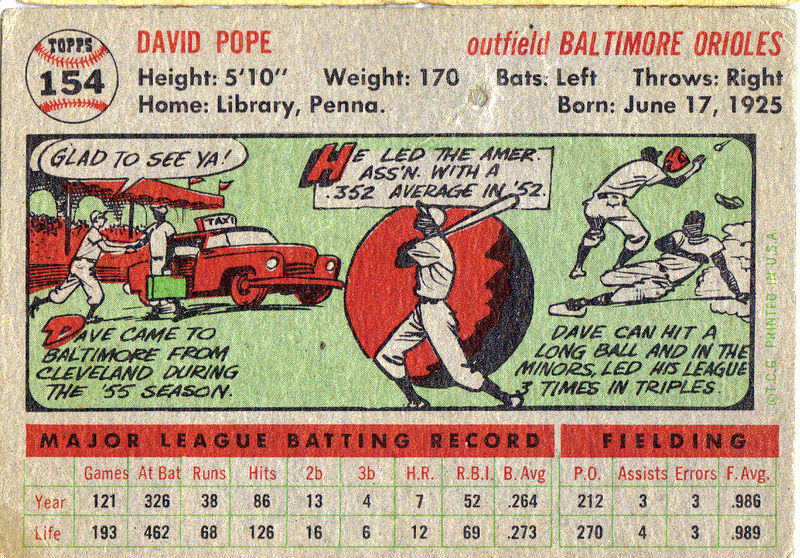 TOPPS
154
DAVID POPE outfield BALTIMORE ORIOLES
Height: 5'10" Weight: 170 Bats: Left Throws: Right
Home: Library, Penna. Born: June 17, 1925
GLAD TO SEE YA!
TAXI
DAVE CAME TO
BALTIMORE FROM
CLEVELAND DURING
THE '55 SEASON.
HE LED THE AMER.
ASS'N. WITH A
.352 AVERAGE IN '52.
DAVE CAN HIT A
LONG BALL AND IN THE
MINORS, LED HIS LEAGUE
3 TIMES IN TRIPLES.
©T.C.G. PRINTED IN U.S.A.
MAJOR LEAGUE BATTING RECORD FIELDING
Games At Bat Runs Hits 2b 3b H.R. R.B.I. B. Avg P.O. Assists Errors F. Avg.
Year 121 326 38 86 13 4 7 52 .264 212 3 3 .986
Life 193 462 68 126 16 6 12 69 .273 270 4 3 .989